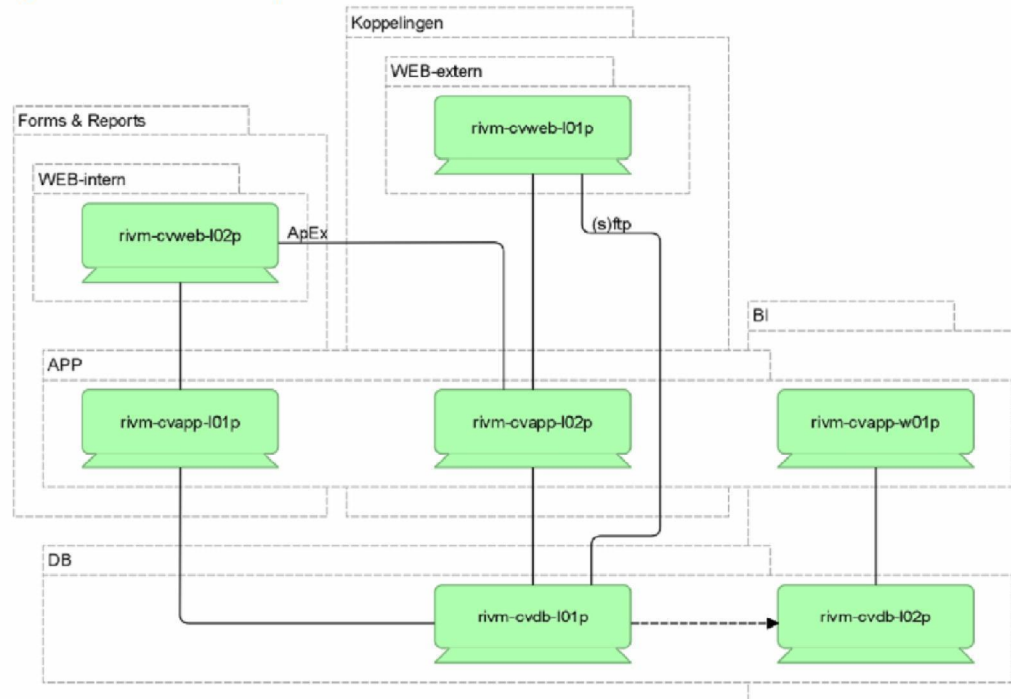 Koppelingen
WEB-extern
rivm-cvweb-l01p
Forms & Reports
WEB-intern
rivm-cvweb-l02p
ApEx
(s)ftp
BI
APP
rivm-cvapp-l01p
rivm-cvapp-l02p
rivm-cvapp-w01p
DB
rivm-cvdb-l01p
rivm-cvdb-l02p